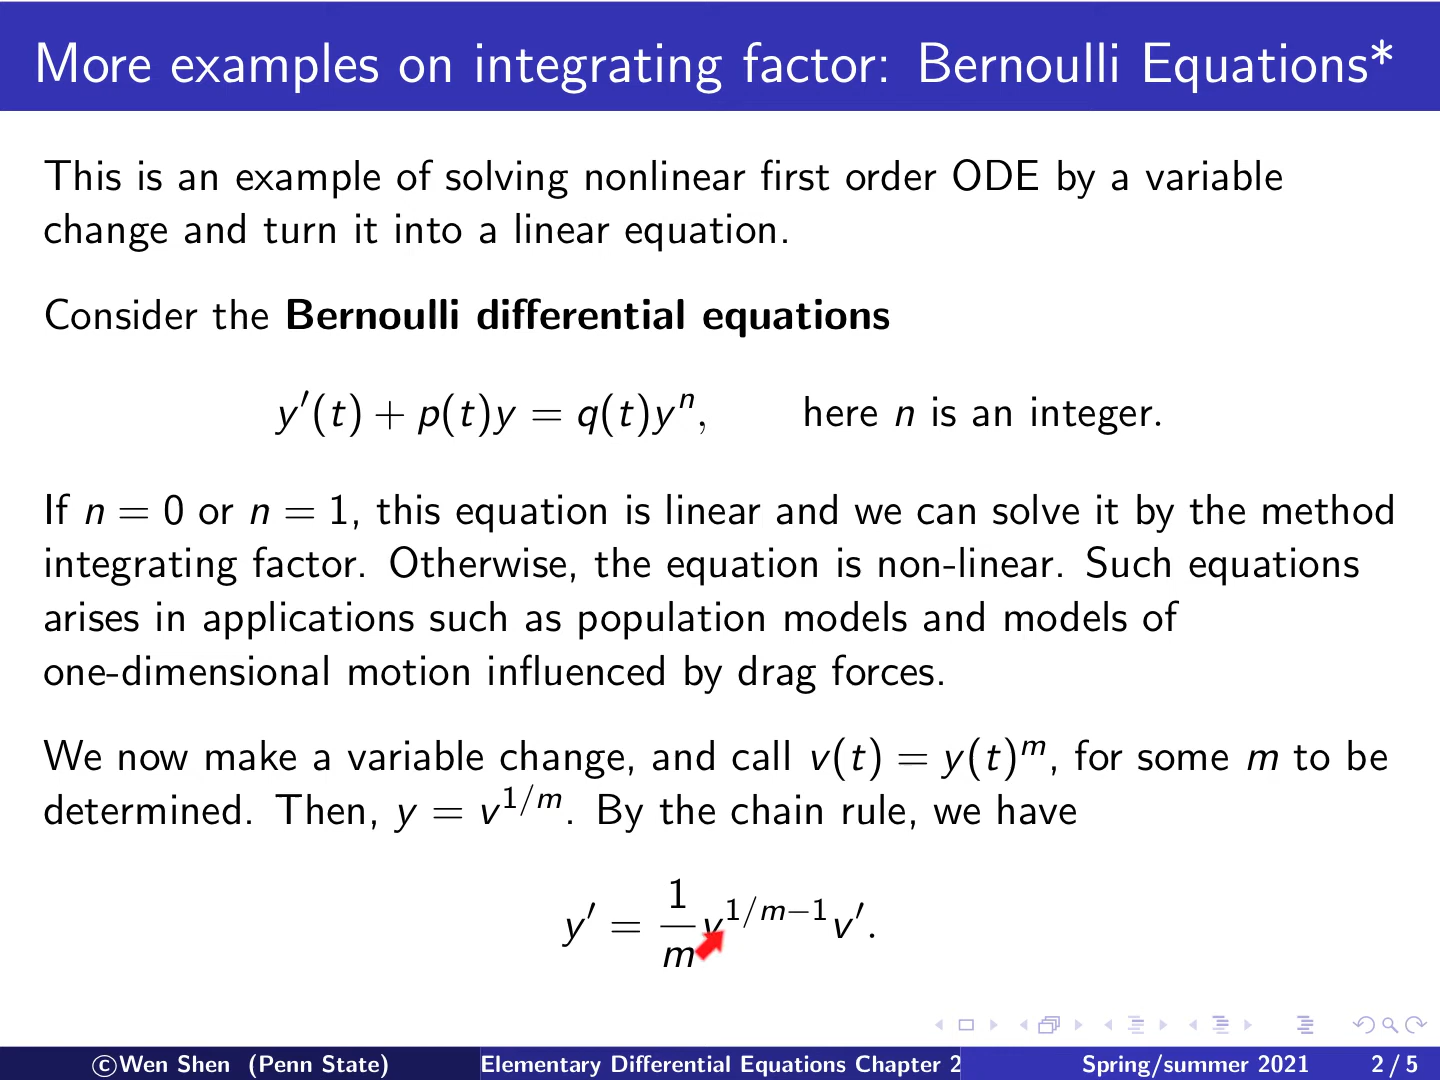 More examples on integrating factor: Bernoulli Equations*
This is an example of solving nonlinear first order ODE by a variable
change and turn it into a linear equation.
Consider the Bernoulli differential equations
y′(t) + p(t)y = q(t)yⁿ, here n is an integer.
If n = 0 or n = 1, this equation is linear and we can solve it by the method
integrating factor. Otherwise, the equation is non-linear. Such equations
arises in applications such as population models and models of
one-dimensional motion influenced by drag forces.
We now make a variable change, and call v(t) = y(t)^m, for some m to be
determined. Then, y = v^{1/m}. By the chain rule, we have
y′ = \frac{1}{m} v^{1/m−1} v′.
©Wen Shen (Penn State) Elementary Differential Equations Chapter 2 Spring/summer 2021 2 / 5